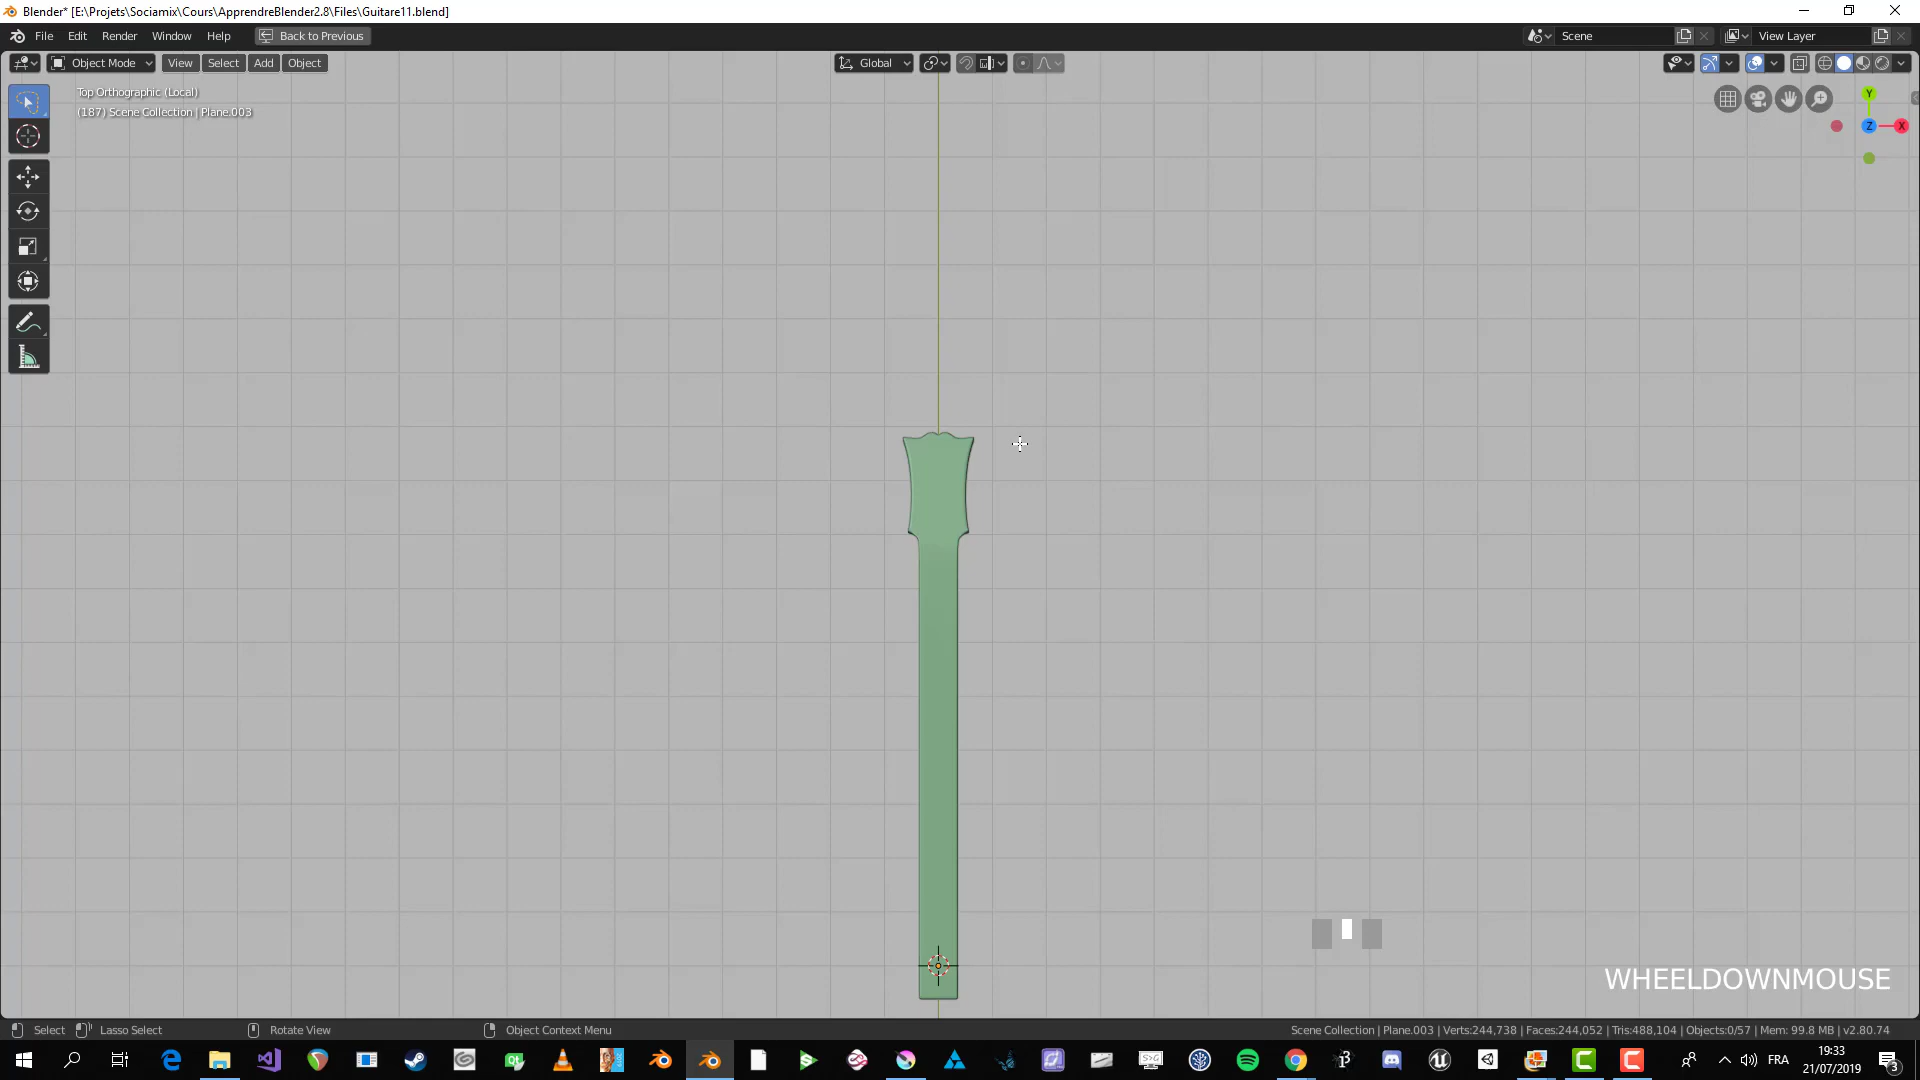 Blender* [E:\Projets\Sociamix\Cours\ApprendreBlender2.8\Files\Guitare11.blend]
File Edit Render Window Help Back to Previous Scene View Layer
Object Mode View Select Add Object Global
Top Orthographic (Local)
(187) Scene Collection | Plane.003
Y
Z
X
WHEELDOWNMOUSE
Select Lasso Select Rotate View Object Context Menu Scene Collection | Plane.003 | Verts:244,738 | Faces:244,052 | Tris:488,104 | Objects:0/57 | Mem: 99.8 MB | v2.80.74
FRA
19:33
21/07/2019
3